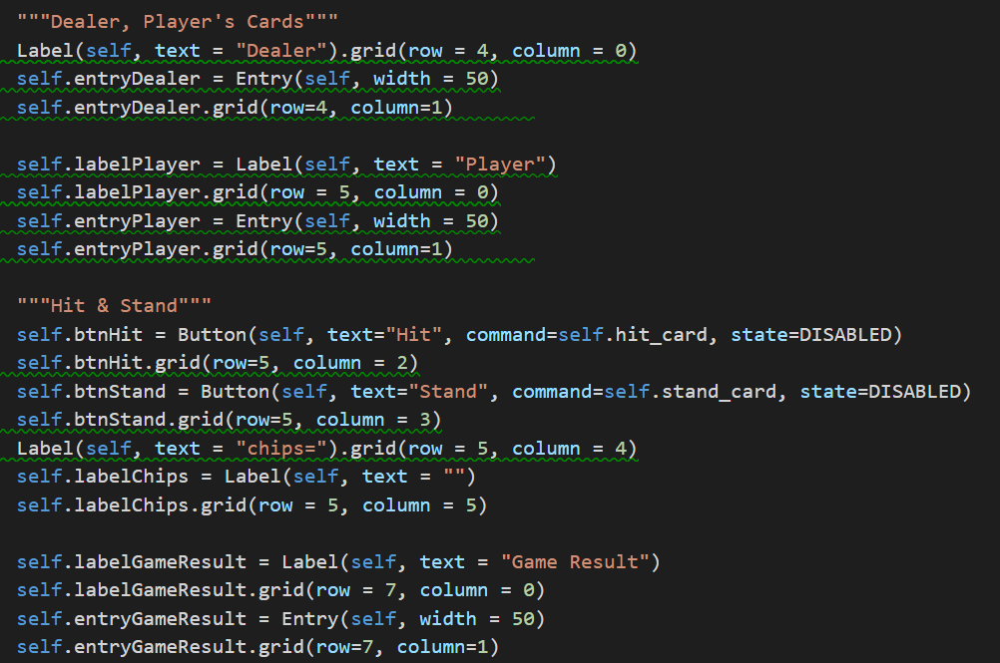 """Dealer, Player's Cards"""
Label(self, text = "Dealer").grid(row = 4, column = 0)
self.entryDealer = Entry(self, width = 50)
self.entryDealer.grid(row=4, column=1)
self.labelPlayer = Label(self, text = "Player")
self.labelPlayer.grid(row = 5, column = 0)
self.entryPlayer = Entry(self, width = 50)
self.entryPlayer.grid(row=5, column=1)
"""Hit & Stand"""
self.btnHit = Button(self, text="Hit", command=self.hit_card, state=DISABLED)
self.btnHit.grid(row=5, column = 2)
self.btnStand = Button(self, text="Stand", command=self.stand_card, state=DISABLED)
self.btnStand.grid(row=5, column = 3)
Label(self, text = "chips=").grid(row = 5, column = 4)
self.labelChips = Label(self, text = "")
self.labelChips.grid(row = 5, column = 5)
self.labelGameResult = Label(self, text = "Game Result")
self.labelGameResult.grid(row = 7, column = 0)
self.entryGameResult = Entry(self, width = 50)
self.entryGameResult.grid(row=7, column=1)